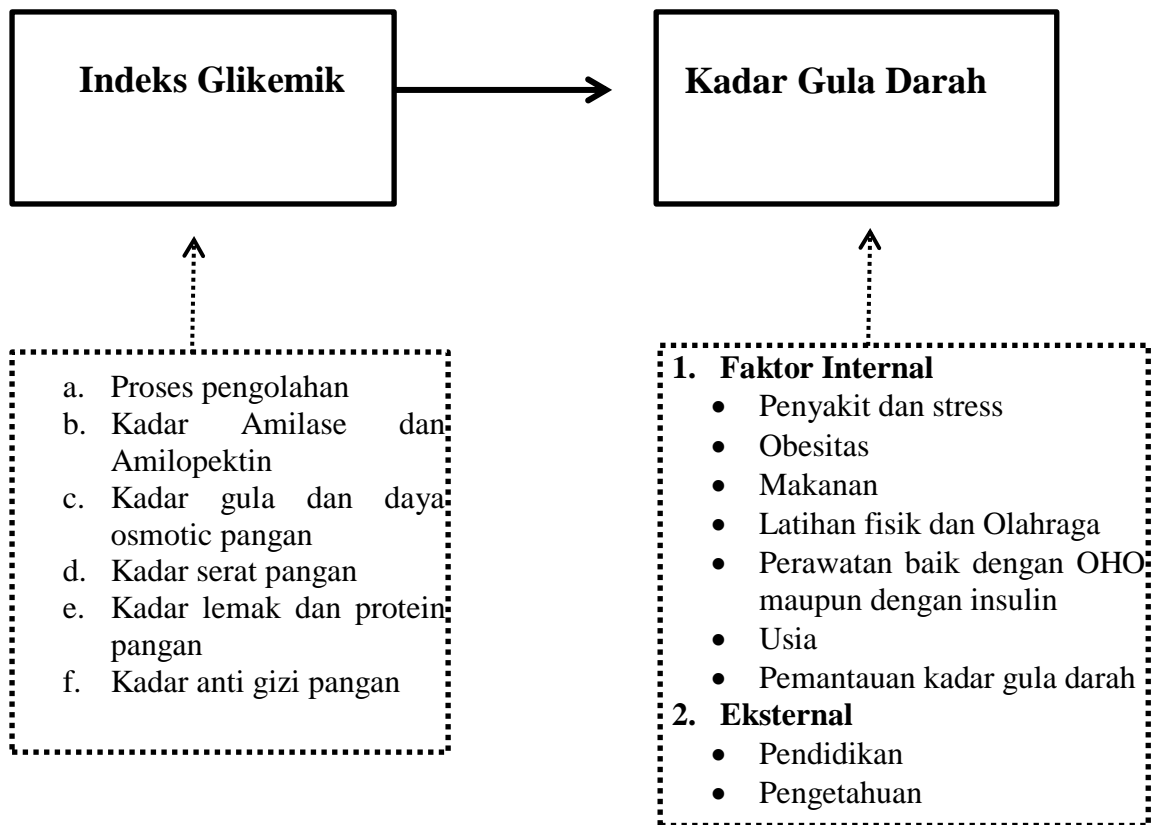 Indeks Glikemik
Kadar Gula Darah
a. Proses pengolahan
b. Kadar Amilase dan
Amilopektin
c. Kadar gula dan daya
osmotic pangan
d. Kadar serat pangan
e. Kadar lemak dan protein
pangan
f. Kadar anti gizi pangan
1. Faktor Internal
• Penyakit dan stress
• Obesitas
• Makanan
• Latihan fisik dan Olahraga
• Perawatan baik dengan OHO
maupun dengan insulin
• Usia
• Pemantauan kadar gula darah
2. Eksternal
• Pendidikan
• Pengetahuan